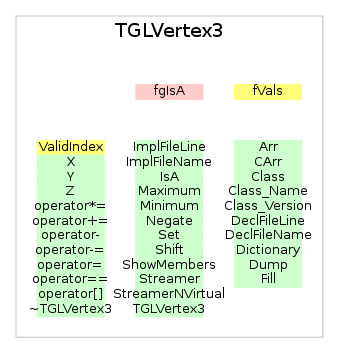 TGLVertex3
fgIsA
fVals
ValidIndex
X
Y
Z
operator*=
operator+=
operator-
operator-=
operator=
operator==
operator[]
~TGLVertex3
ImplFileLine
ImplFileName
IsA
Maximum
Minimum
Negate
Set
Shift
ShowMembers
Streamer
StreamerNVirtual
TGLVertex3
Arr
CArr
Class
Class_Name
Class_Version
DeclFileLine
DeclFileName
Dictionary
Dump
Fill